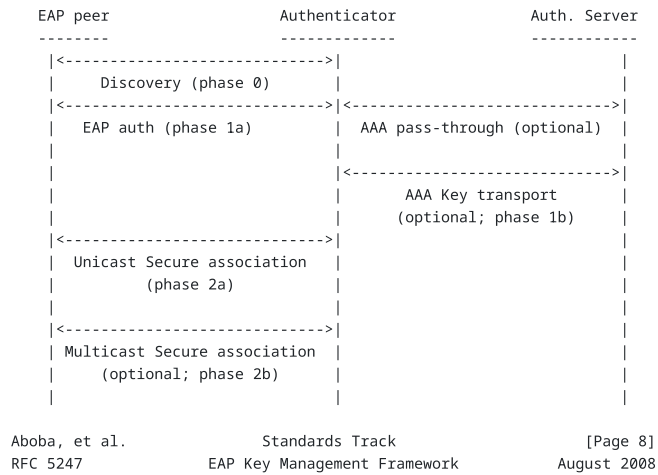 EAP peer                    Authenticator               Auth. Server
   --------                    -------------               ------------
    |<----------------------------->|                               |
    |     Discovery (phase 0)       |                               |
    |<----------------------------->|<----------------------------->|
    |   EAP auth (phase 1a)         |  AAA pass-through (optional)  |
    |                               |                               |
    |                               |<----------------------------->|
    |                               |       AAA Key transport       |
    |                               |      (optional; phase 1b)     |
    |<----------------------------->|                               |
    |  Unicast Secure association   |                               |
    |          (phase 2a)           |                               |
    |                               |                               |
    |<----------------------------->|                               |
    | Multicast Secure association  |                               |
    |     (optional; phase 2b)      |                               |
    |                               |                               |
Aboba, et al.               Standards Track                     [Page 8]
RFC 5247              EAP Key Management Framework           August 2008